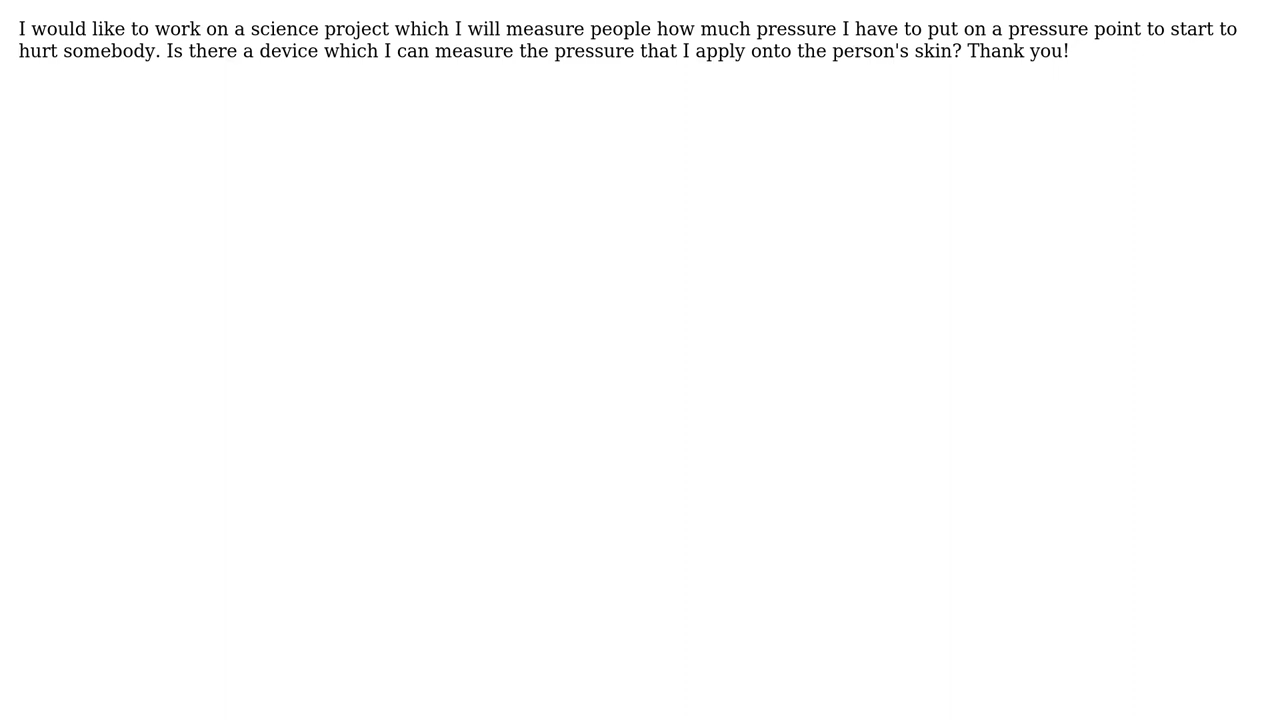 I would like to work on a science project which I will measure people how much pressure I have to put on a pressure point to start to
hurt somebody. Is there a device which I can measure the pressure that I apply onto the person's skin? Thank you!